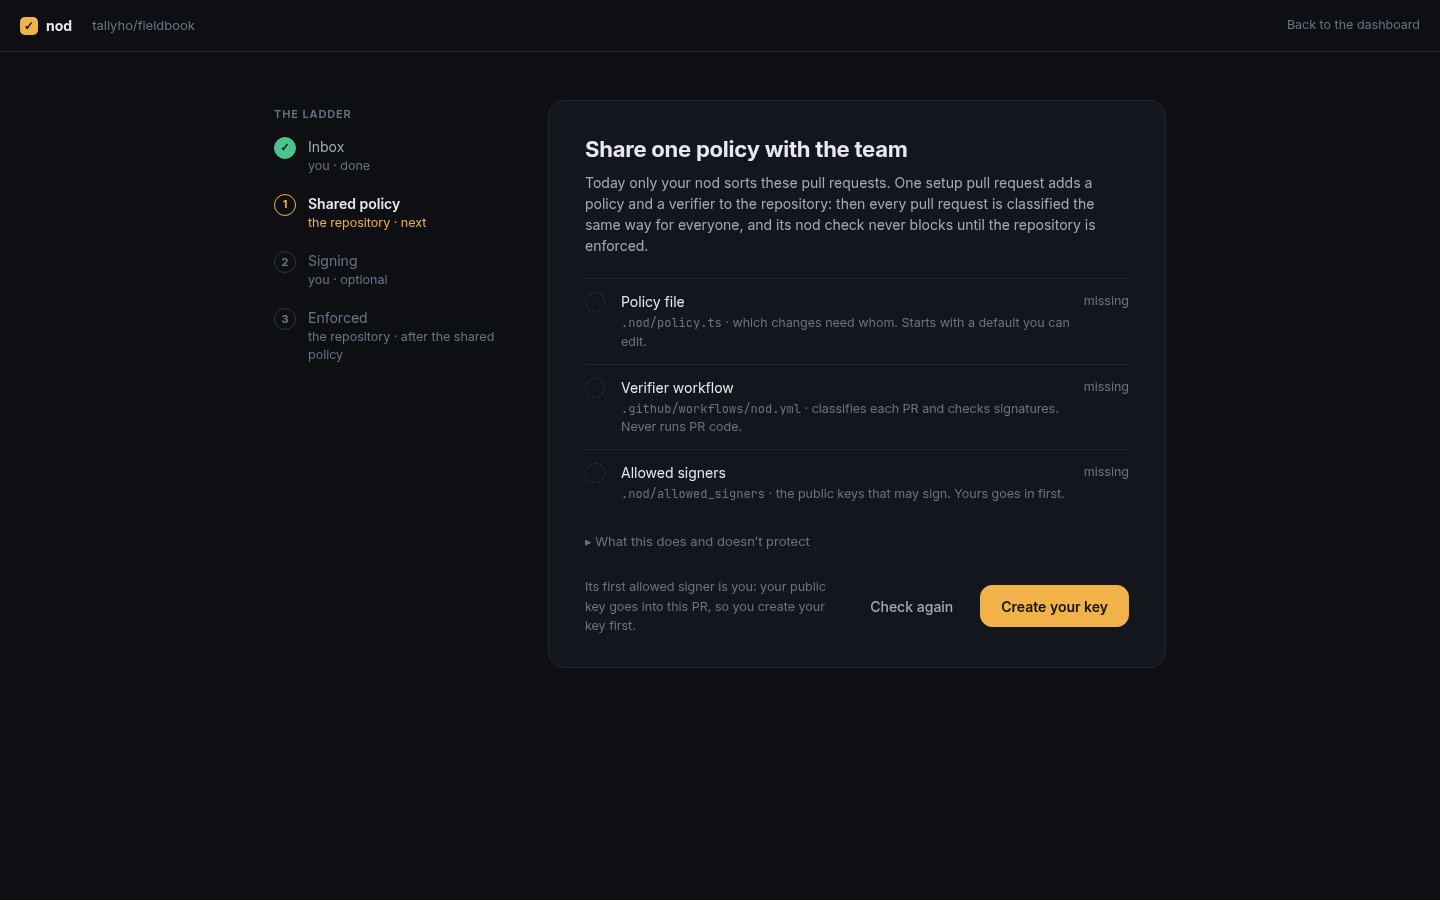 ✓ nod tallyho/fieldbook Back to the dashboard
THE LADDER
✓ Inbox
you · done
1 Shared policy
the repository · next
2 Signing
you · optional
3 Enforced
the repository · after the shared
policy
Share one policy with the team
Today only your nod sorts these pull requests. One setup pull request adds a
policy and a verifier to the repository: then every pull request is classified the
same way for everyone, and its nod check never blocks until the repository is
enforced.
Policy file missing
.nod/policy.ts · which changes need whom. Starts with a default you can
edit.
Verifier workflow missing
.github/workflows/nod.yml · classifies each PR and checks signatures.
Never runs PR code.
Allowed signers missing
.nod/allowed_signers · the public keys that may sign. Yours goes in first.
▸ What this does and doesn’t protect
Its first allowed signer is you: your public
key goes into this PR, so you create your
key first.
Check again Create your key